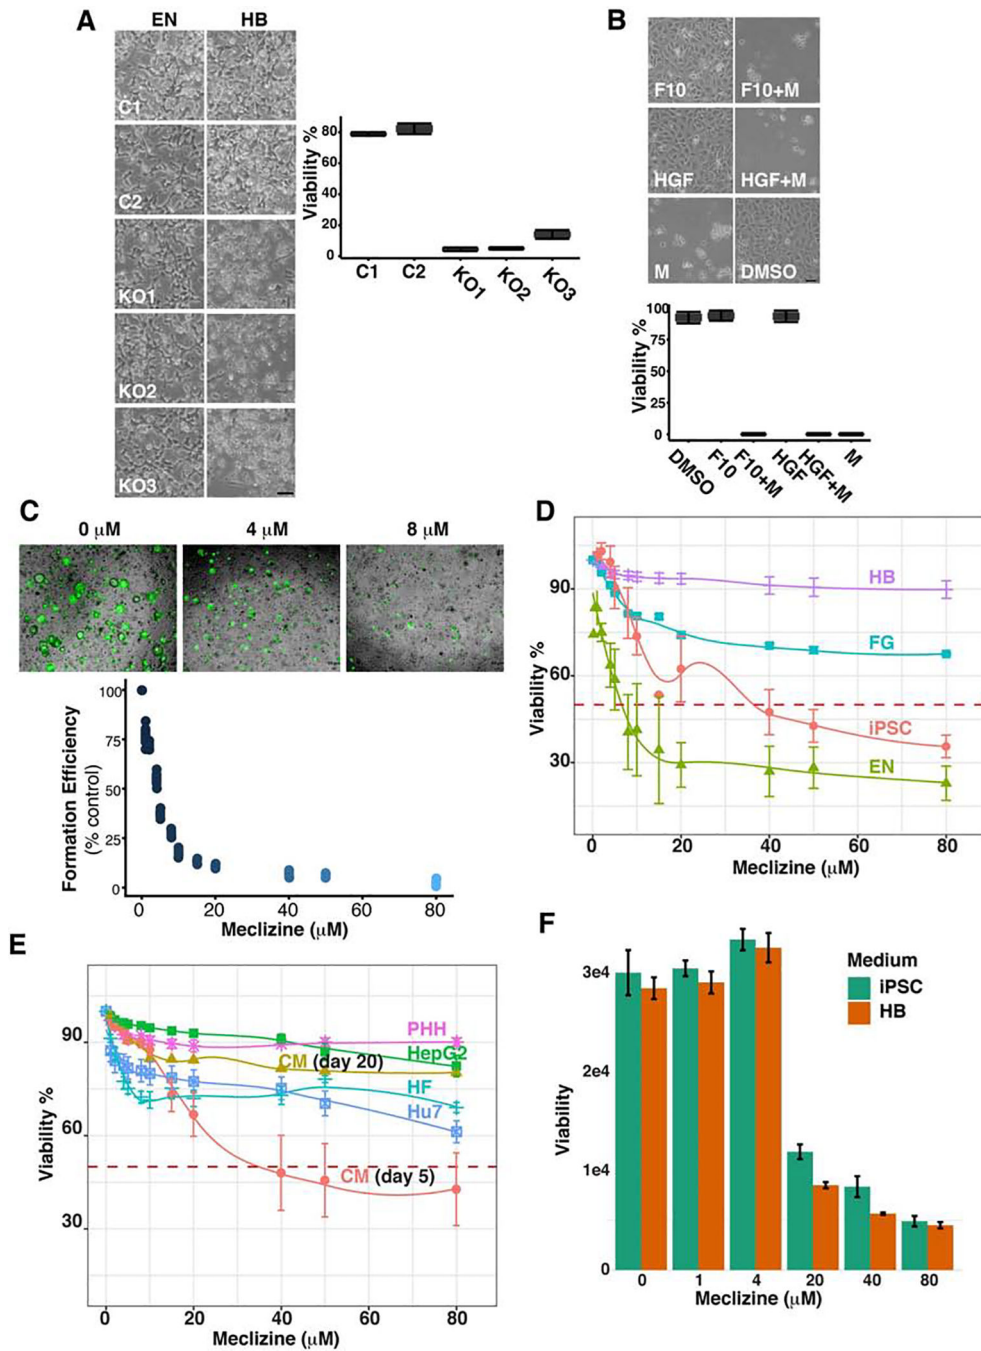 A
EN HB
C1
C2
KO1
KO2
KO3
Viability %
80
60
40
20
0
C1 C2 KO1 KO2 KO3
B
F10 F10+M
HGF HGF+M
M DMSO
Viability %
100
75
50
25
0
DMSO F10 F10+M HGF HGF+M M
C
0 µM 4 µM 8 µM
Formation Efficiency
(% control)
100
75
50
25
0
0 20 40 60 80
Meclizine (µM)
D
Viability %
90
60
30
HB
FG
iPSC
EN
0 20 40 60 80
Meclizine (µM)
E
Viability %
90
60
30
PHH
HepG2
CM (day 20)
HF
Hu7
CM (day 5)
0 20 40 60 80
Meclizine (µM)
F
Viability
3e4
2e4
1e4
0
Medium
iPSC
HB
0 1 4 20 40 80
Meclizine (µM)